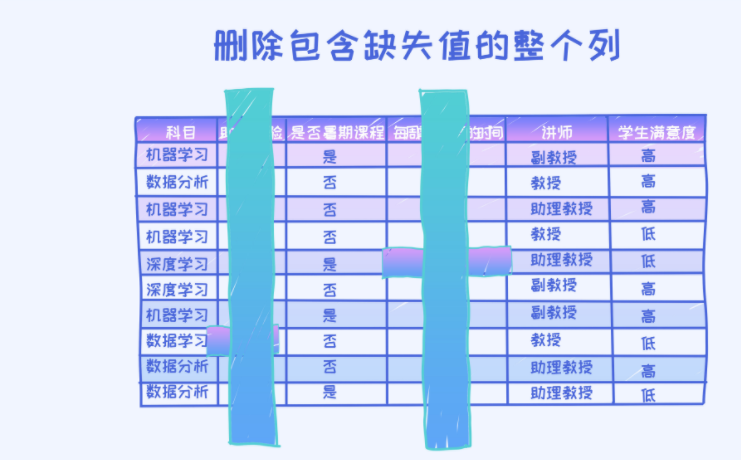 删除包含缺失值的整个列
科目 是否暑期课程 讲师 学生满意度
机器学习 是 副教授 高
数据分析 否 教授 高
机器学习 否 助理教授 高
机器学习 否 教授 低
深度学习 是 助理教授 低
深度学习 否 副教授 高
机器学习 是 副教授 高
数据学习 否 教授 低
数据分析 否 助理教授 高
数据分析 是 助理教授 低